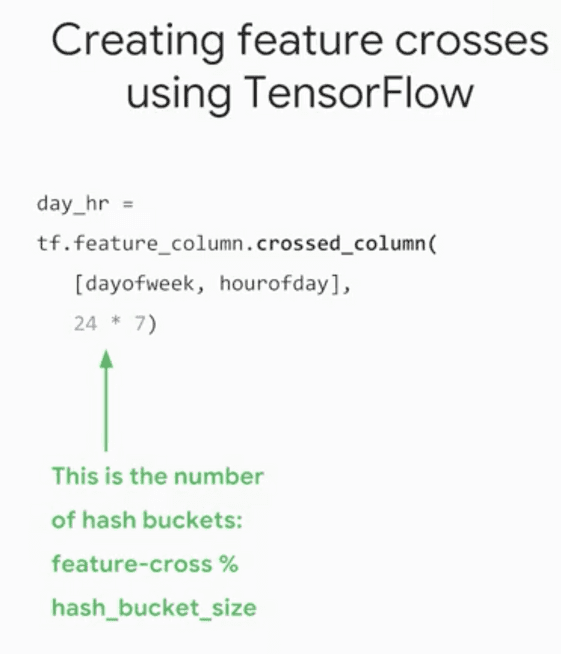 Creating feature crosses
using TensorFlow
day_hr =
tf.feature_column.crossed_column(
[dayofweek, hourofday],
24 * 7)
This is the number
of hash buckets:
feature-cross %
hash_bucket_size